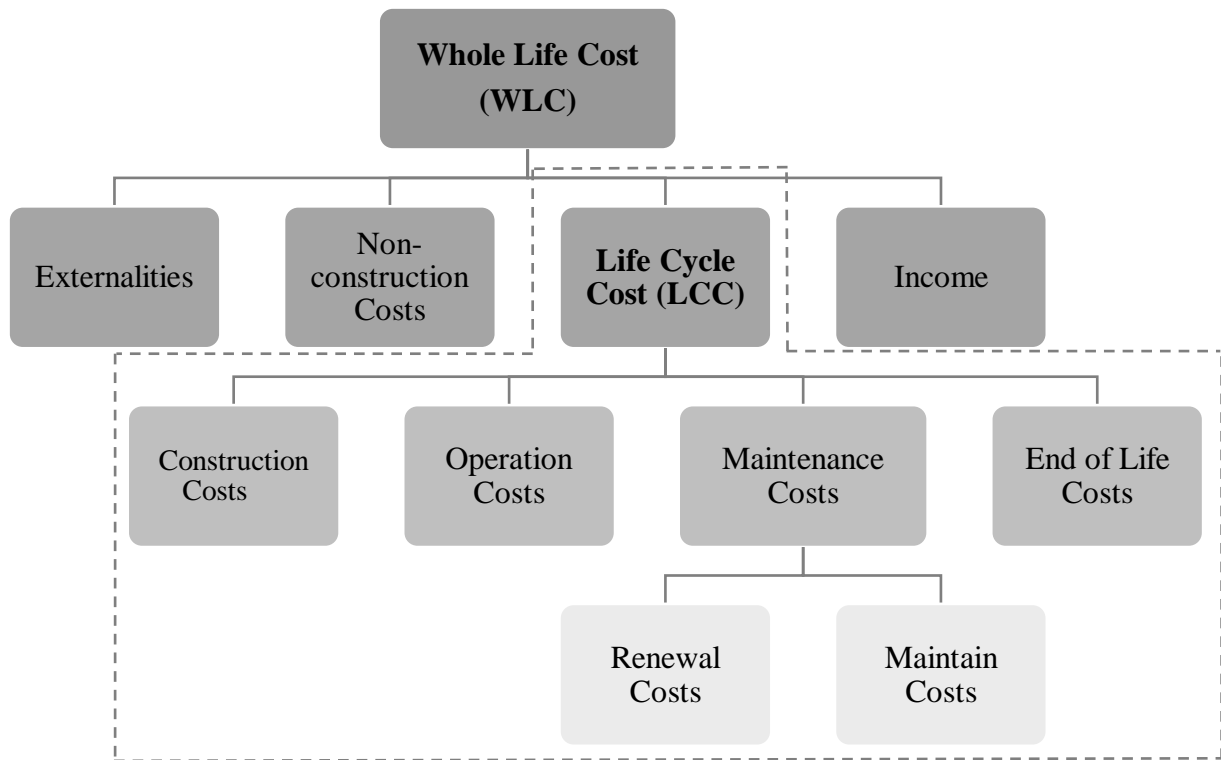 Whole Life Cost
(WLC)
Externalities
Non-
construction
Costs
Life Cycle
Cost (LCC)
Income
Construction
Costs
Operation
Costs
Maintenance
Costs
End of Life
Costs
Renewal
Costs
Maintain
Costs